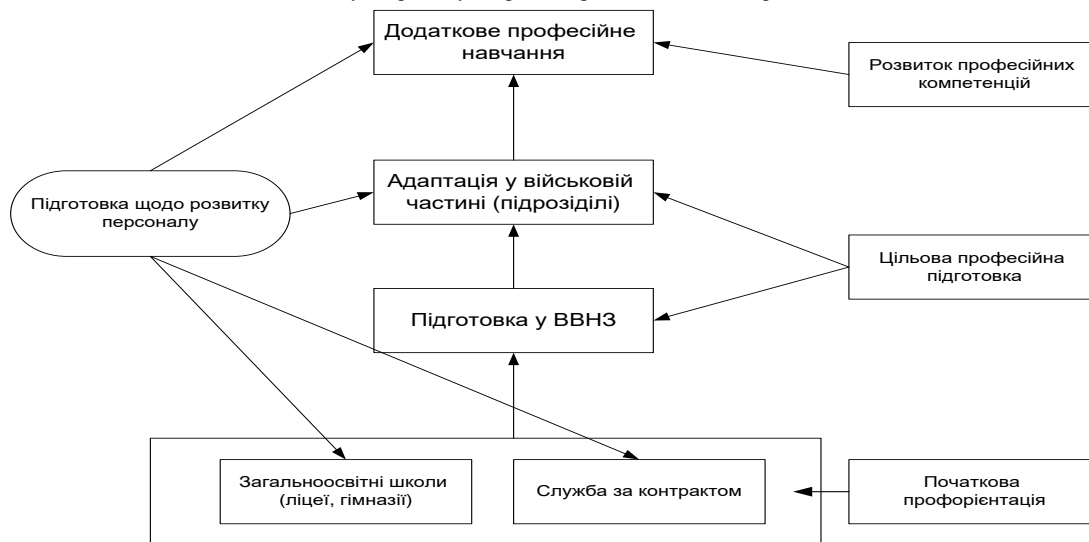 Додаткове професійне
навчання
Розвиток професійних
компетенцій
Адаптація у військовій
частині (підрозіділі)
Підготовка щодо розвитку
персоналу
Цільова професійна
підготовка
Підготовка у ВВНЗ
Загальноосвітні школи
(ліцеї, гімназії)
Служба за контрактом
Початкова
профорієнтація